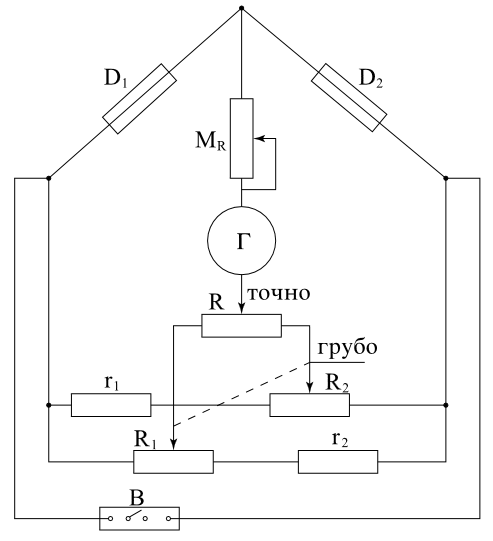 D1 D2
MR
Г
R точно
грубо
r1 R2
R1 r2
В